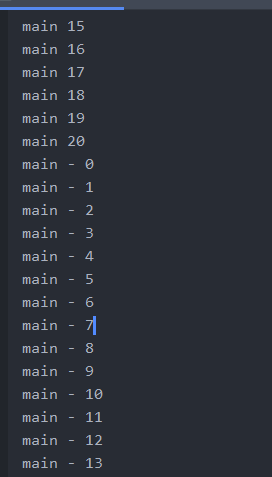 main 15
main 16
main 17
main 18
main 19
main 20
main - 0
main - 1
main - 2
main - 3
main - 4
main - 5
main - 6
main - 7
main - 8
main - 9
main - 10
main - 11
main - 12
main - 13